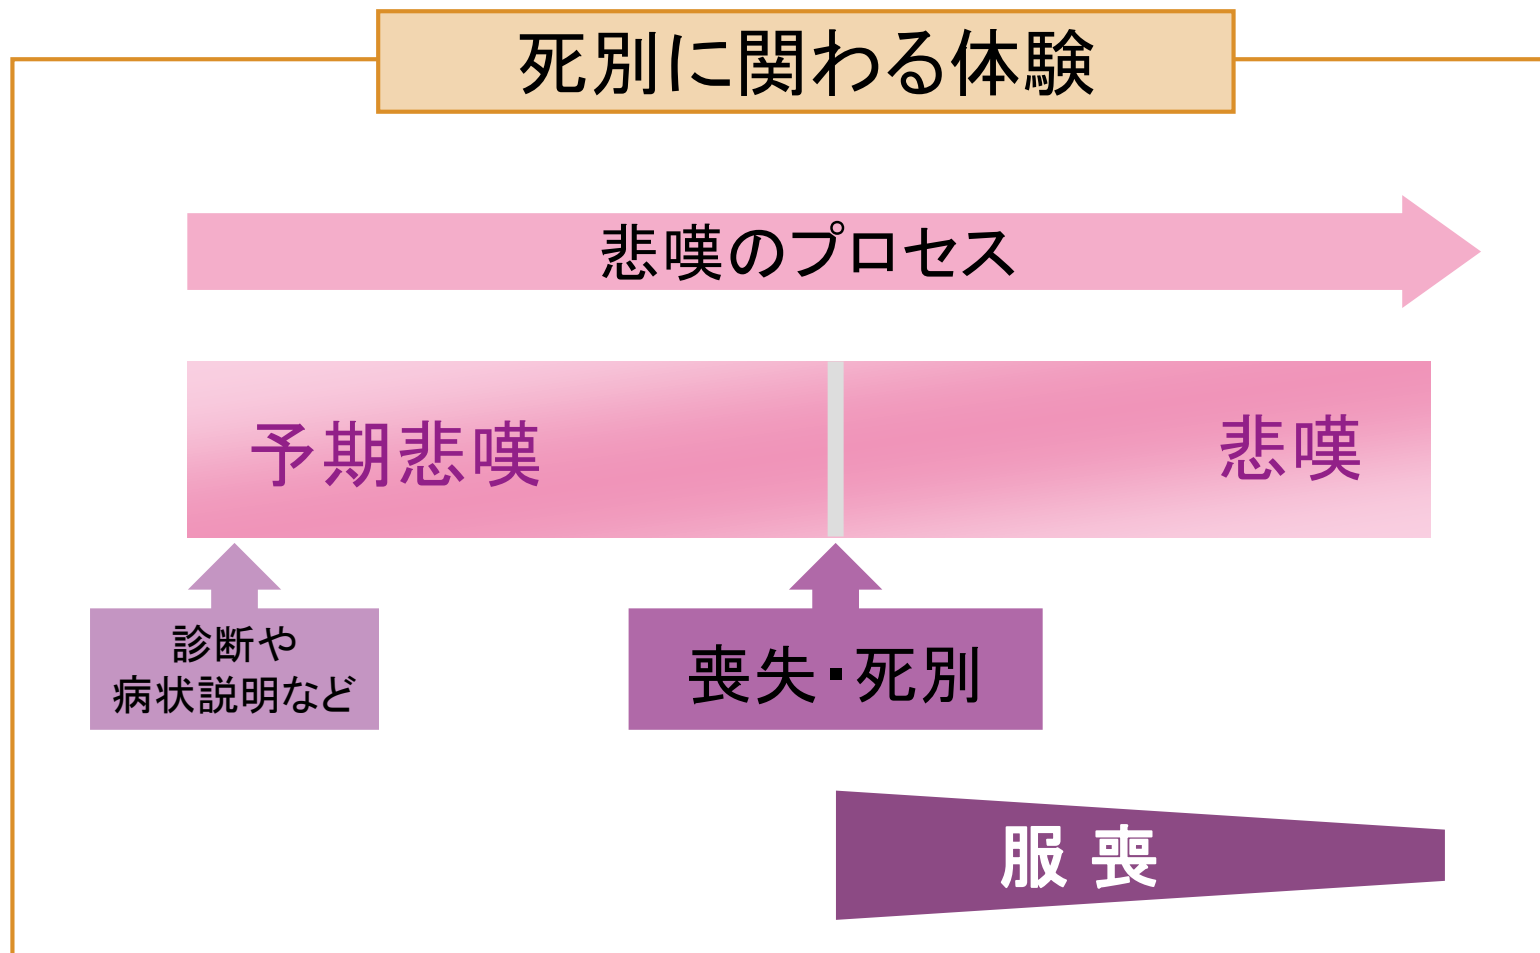 死別に関わる体験
悲嘆のプロセス
予期悲嘆
悲嘆
診断や
病状説明など
喪失・死別
服 喪